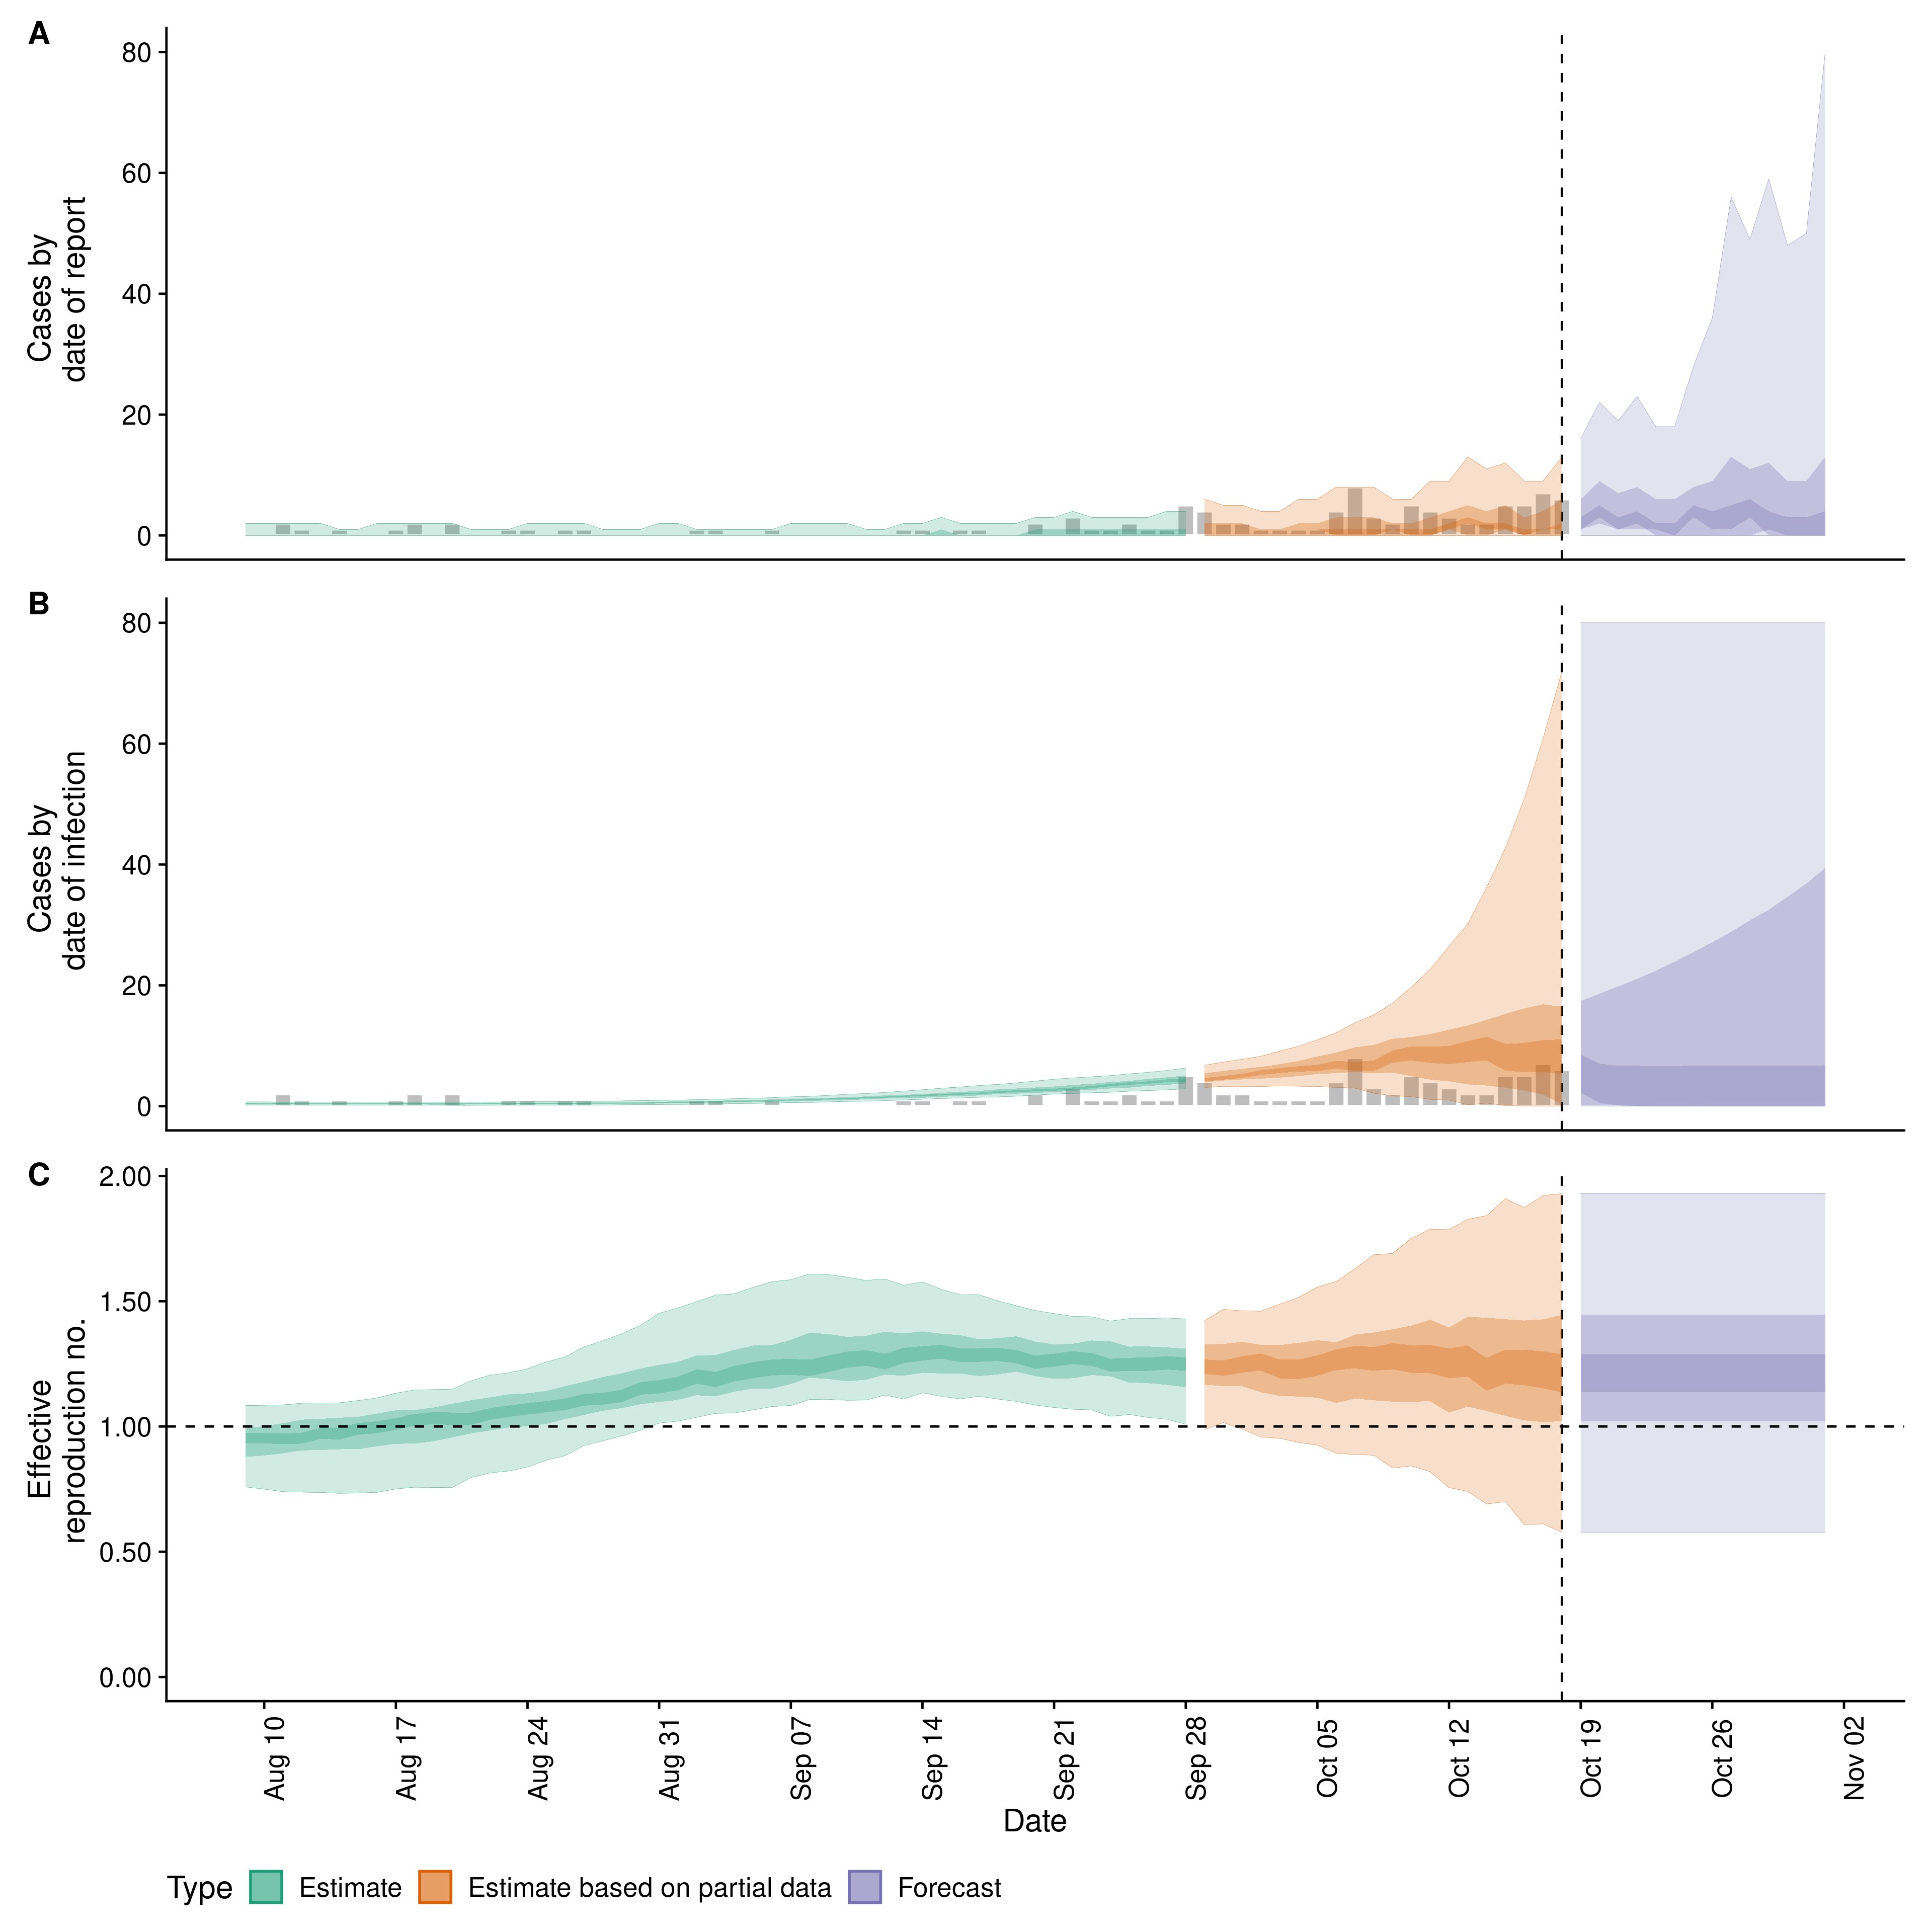 A
80
60
40
20
0
Cases by
date of report
B
80
60
40
20
0
Cases by
date of infection
C
2.00
1.50
1.00
0.50
0.00
Effective
reproduction no.
Aug 10
Aug 17
Aug 24
Aug 31
Sep 07
Sep 14
Sep 21
Sep 28
Oct 05
Oct 12
Oct 19
Oct 26
Nov 02
Date
Type Estimate Estimate based on partial data Forecast